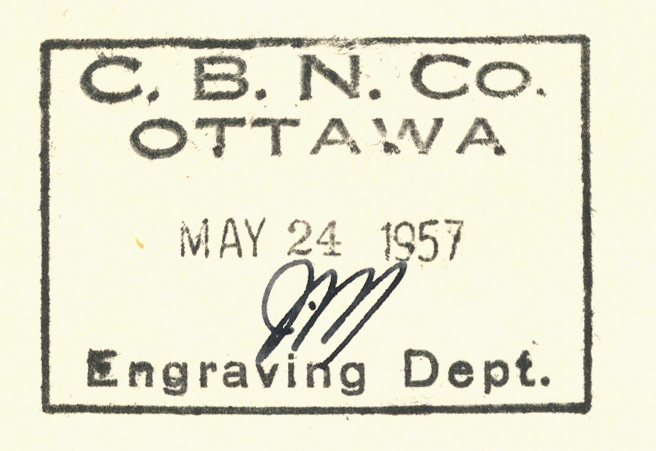 C. B. N. Co.
OTTAWA
MAY 24 1957
Engraving Dept.